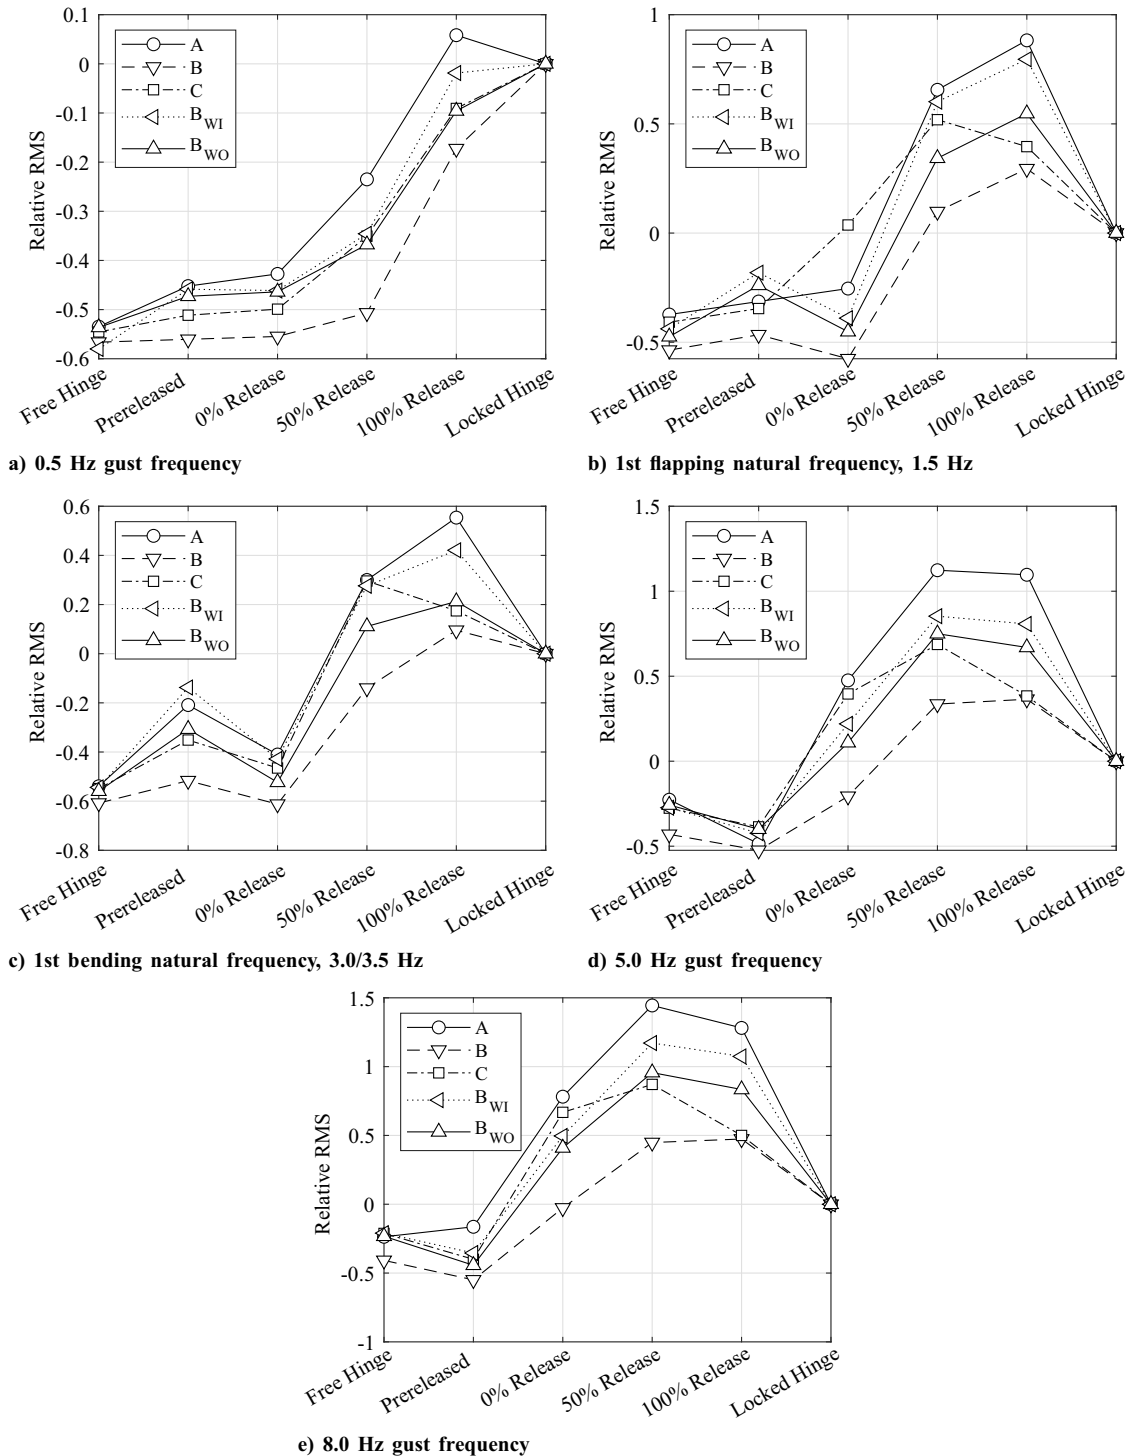 0.1
0
-0.1
-0.2
-0.3
-0.4
-0.5
-0.6
Relative RMS
A
B
C
B_WI
B_WO
Free Hinge
Prereleased
0% Release
50% Release
100% Release
Locked Hinge
a) 0.5 Hz gust frequency
1
0.5
0
-0.5
Relative RMS
A
B
C
B_WI
B_WO
Free Hinge
Prereleased
0% Release
50% Release
100% Release
Locked Hinge
b) 1st flapping natural frequency, 1.5 Hz
0.6
0.4
0.2
0
-0.2
-0.4
-0.6
-0.8
Relative RMS
A
B
C
B_WI
B_WO
Free Hinge
Prereleased
0% Release
50% Release
100% Release
Locked Hinge
c) 1st bending natural frequency, 3.0/3.5 Hz
1.5
1
0.5
0
-0.5
Relative RMS
A
B
C
B_WI
B_WO
Free Hinge
Prereleased
0% Release
50% Release
100% Release
Locked Hinge
d) 5.0 Hz gust frequency
1.5
1
0.5
0
-0.5
-1
Relative RMS
A
B
C
B_WI
B_WO
Free Hinge
Prereleased
0% Release
50% Release
100% Release
Locked Hinge
e) 8.0 Hz gust frequency